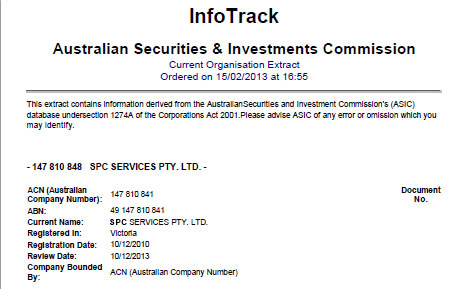 InfoTrack
Australian Securities & Investments Commission
Current Organisation Extract
Ordered on 15/02/2013 at 16:55
This extract contains information derived from the AustralianSecurities and Investment Commission's (ASIC)
database undersection 1274A of the Corporations Act 2001.Please advise ASIC of any error or omission which you
may identify.
- 147 810 848 SPC SERVICES PTY. LTD. -
ACN (Australian Company Number): 147 810 841 Document No.
ABN: 49 147 810 841
Current Name: SPC SERVICES PTY. LTD.
Registered in: Victoria
Registration Date: 10/12/2010
Review Date: 10/12/2013
Company Bounded By: ACN (Australian Company Number)